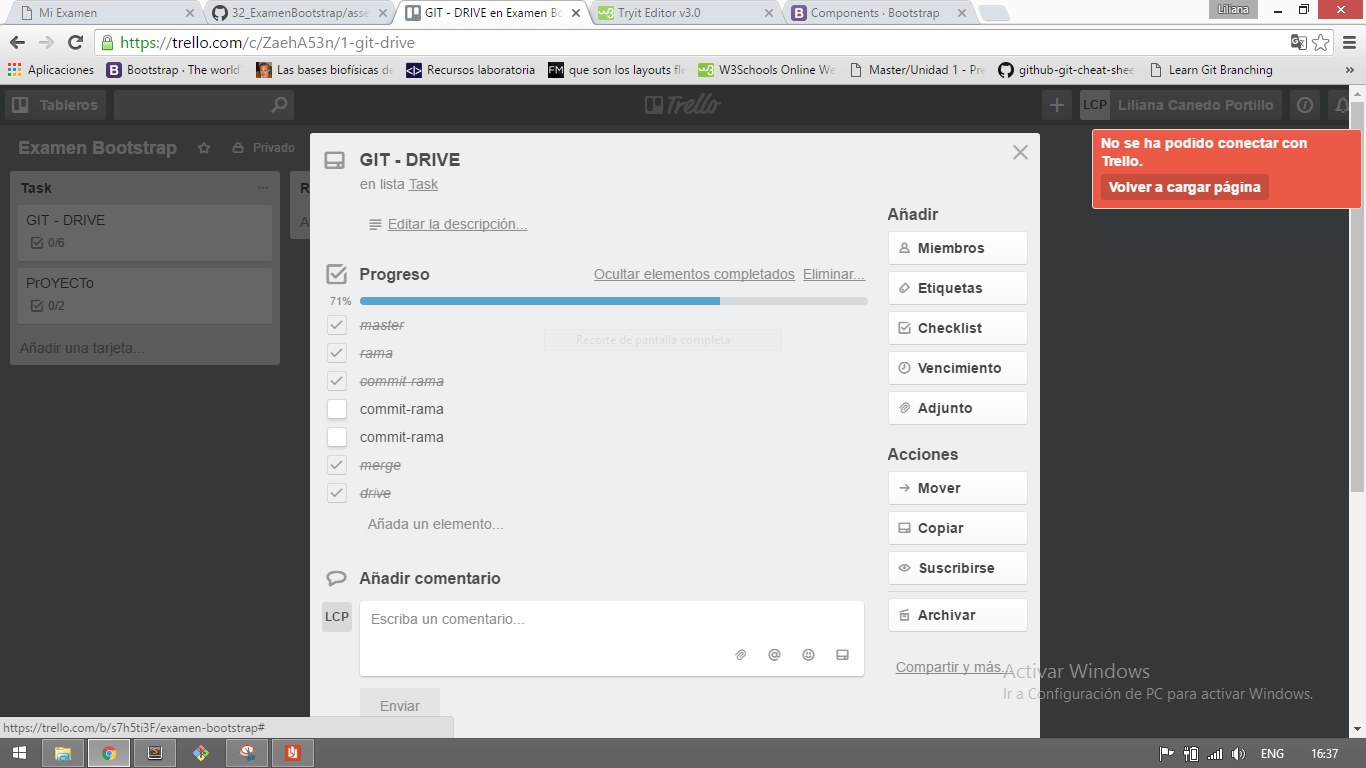 Mi Examen
32_ExamenBootstrap/asse
GIT - DRIVE en Examen Bo
Tryit Editor v3.0
Components · Bootstrap
Liliana
https://trello.com/c/ZaehA53n/1-git-drive
Aplicaciones
Bootstrap · The world'
Las bases biofísicas de
Recursos laboratoria
que son los layouts fle
W3Schools Online We
Master/Unidad 1 - Pre
github-git-cheat-shee
Learn Git Branching
»
Tableros
Trello
LCP
Liliana Canedo Portillo
Examen Bootstrap
Privado
No se ha podido conectar con
Trello.
Volver a cargar página
Task
GIT - DRIVE
0/6
PrOYECTo
0/2
Añadir una tarjeta...
R
A
GIT - DRIVE
en lista Task
Editar la descripción...
Progreso
Ocultar elementos completados
Eliminar...
71%
master
rama
commit-rama
commit-rama
commit-rama
merge
drive
Añada un elemento...
Recorte de pantalla completa
Añadir comentario
LCP
Escriba un comentario...
Enviar
Añadir
Miembros
Etiquetas
Checklist
Vencimiento
Adjunto
Acciones
Mover
Copiar
Suscribirse
Archivar
Compartir y más...
Activar Windows
Ir a Configuración de PC para activar Windows.
https://trello.com/b/s7h5ti3F/examen-bootstrap#
ENG
16:37